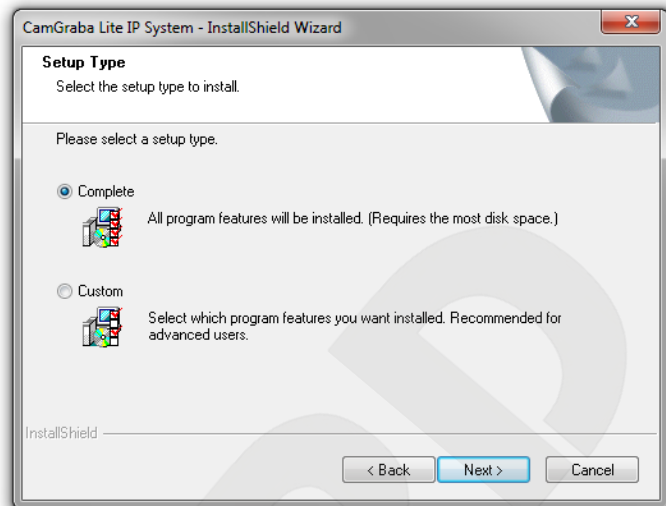 CamGraba Lite IP System - InstallShield Wizard
Setup Type
Select the setup type to install.
Please select a setup type.
Complete
All program features will be installed. (Requires the most disk space.)
Custom
Select which program features you want installed. Recommended for
advanced users.
InstallShield
< Back
Next >
Cancel